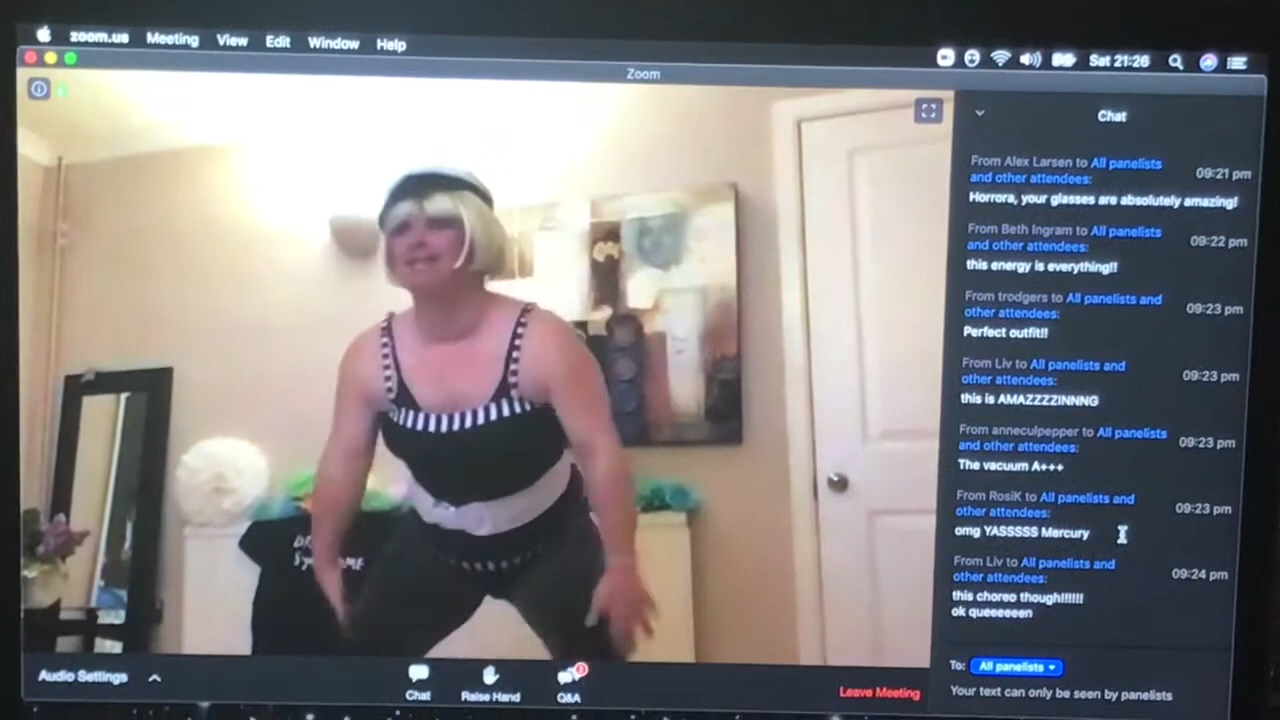 zoom.us Meeting View Edit Window Help
Sat 21:26
Zoom
Chat
From Alex Larsen to All panelists
and other attendees:
09:21 pm
Horrora, your glasses are absolutely amazing!
From Beth Ingram to All panelists
and other attendees:
09:22 pm
this energy is everything!!
From trodgers to All panelists and
other attendees:
09:23 pm
Perfect outfit!!
From Liv to All panelists and
other attendees:
09:23 pm
this is AMAZZZZINNNG
From anneculpepper to All panelists
and other attendees:
09:23 pm
The vacuum A+++
From RosiK to All panelists and
other attendees:
09:23 pm
omg YASSSSS Mercury
From Liv to All panelists and
other attendees:
09:24 pm
this choreo though!!!!!!
ok queeeeeen
To: All panelists
Your text can only be seen by panelists
Audio Settings
Chat
Raise Hand
Q&A
Leave Meeting